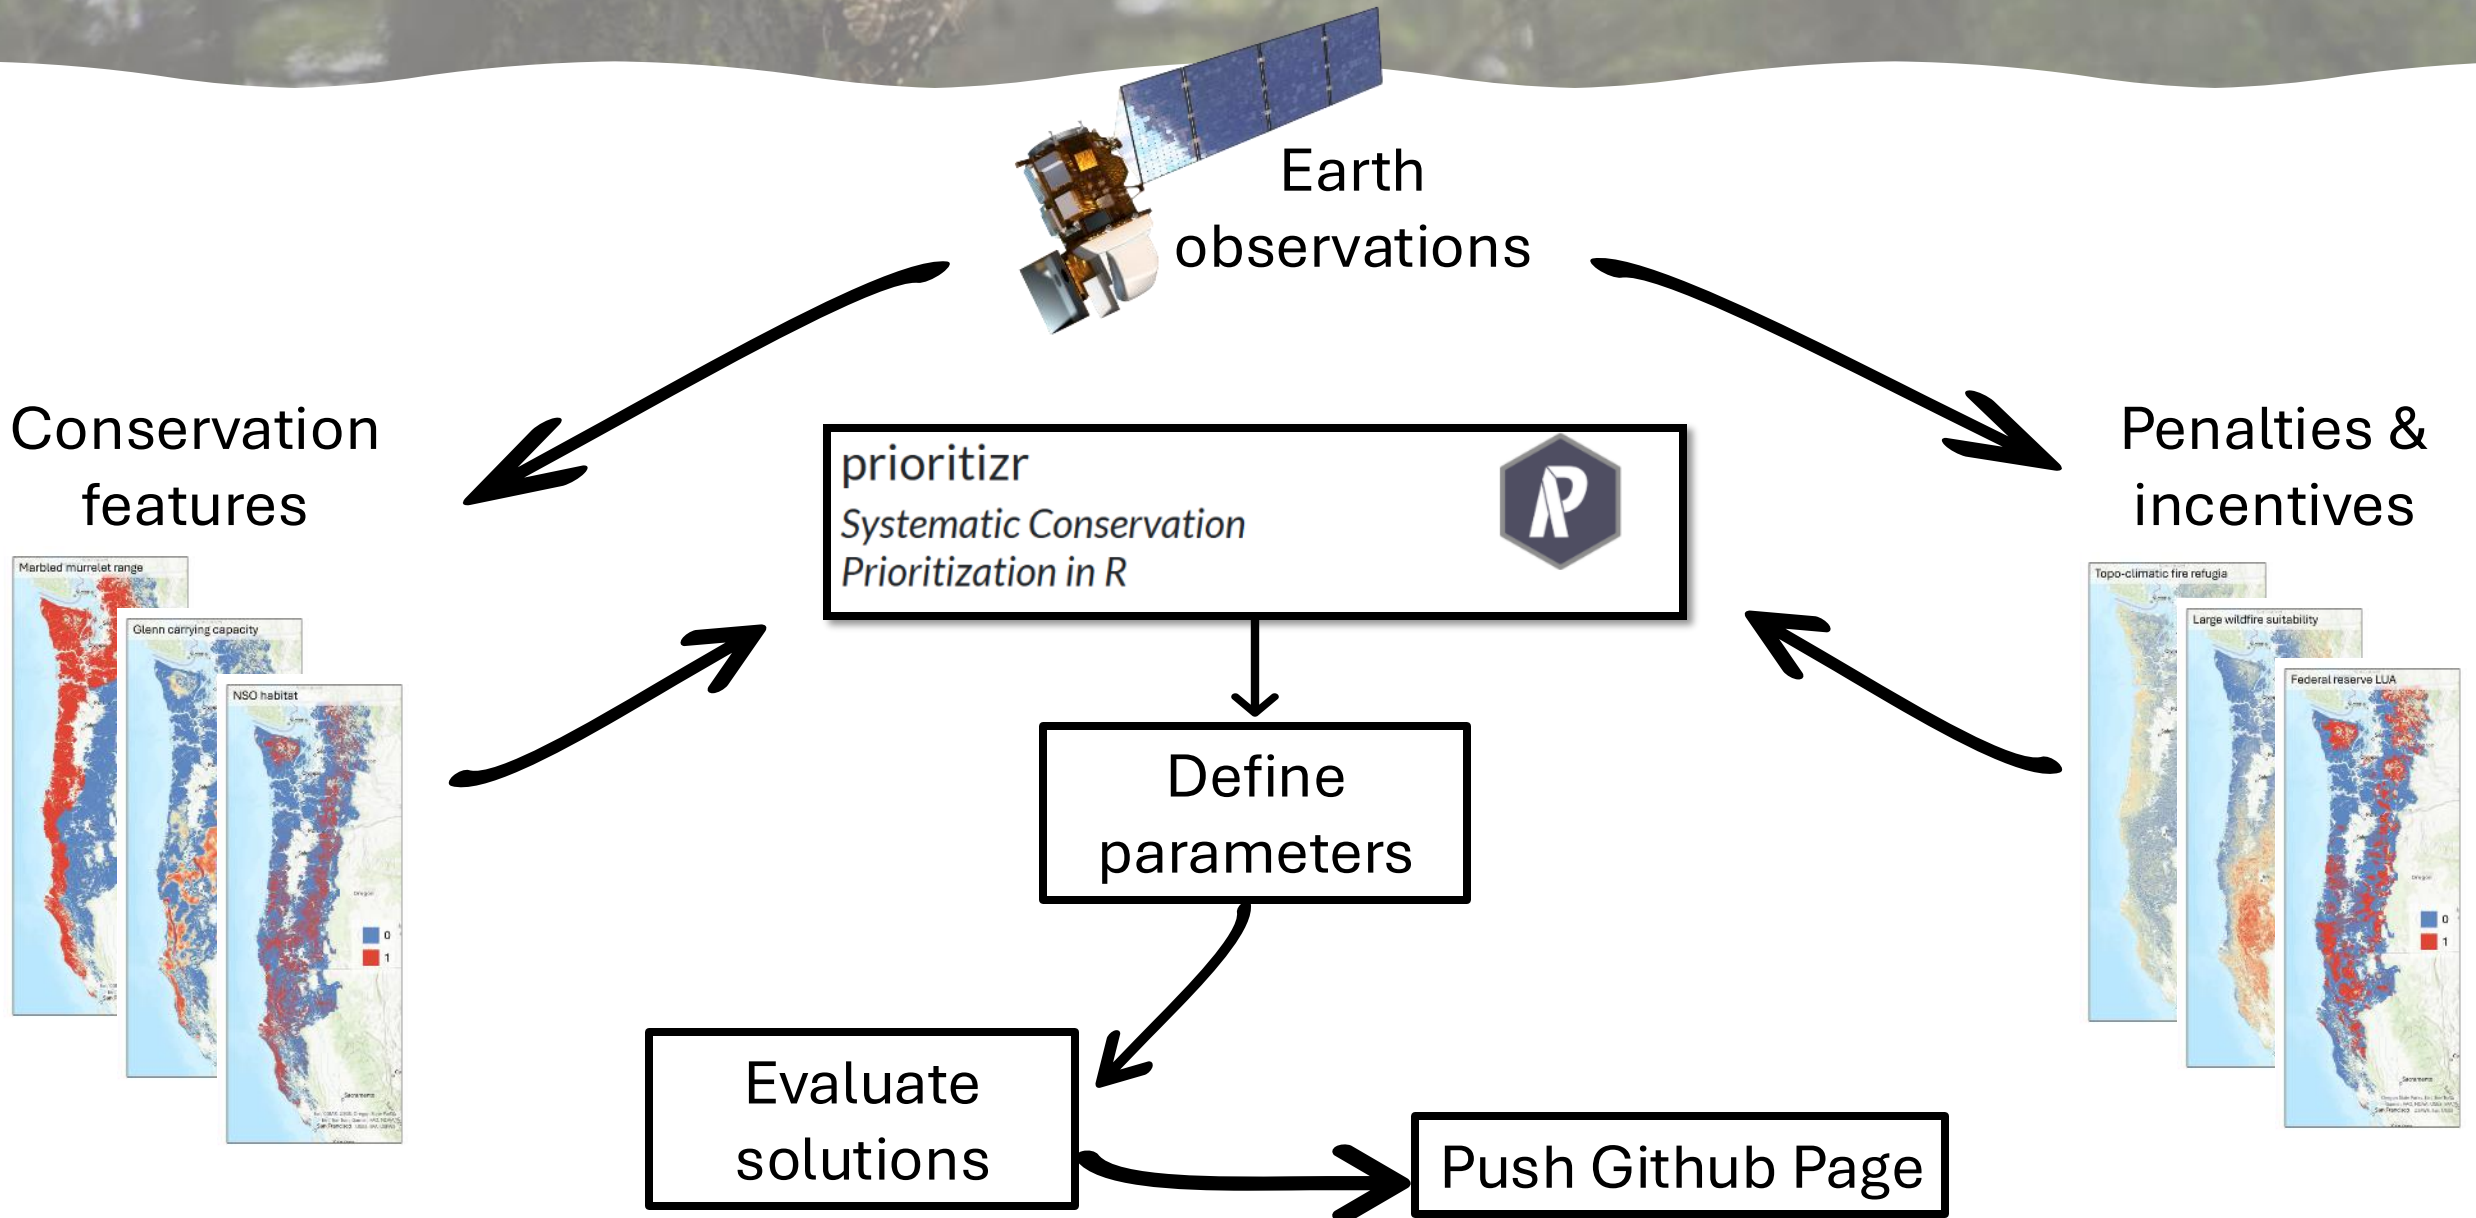 Earth
observations
Conservation
features
prioritizr
Systematic Conservation
Prioritization in R
Penalties &
incentives
Marbled murrelet range
Glenn carrying capacity
NSO habitat
0
1
Topo-climatic fire refugia
Large wildfire suitability
Federal reserve LUA
0
1
Define
parameters
Evaluate
solutions
Push Github Page